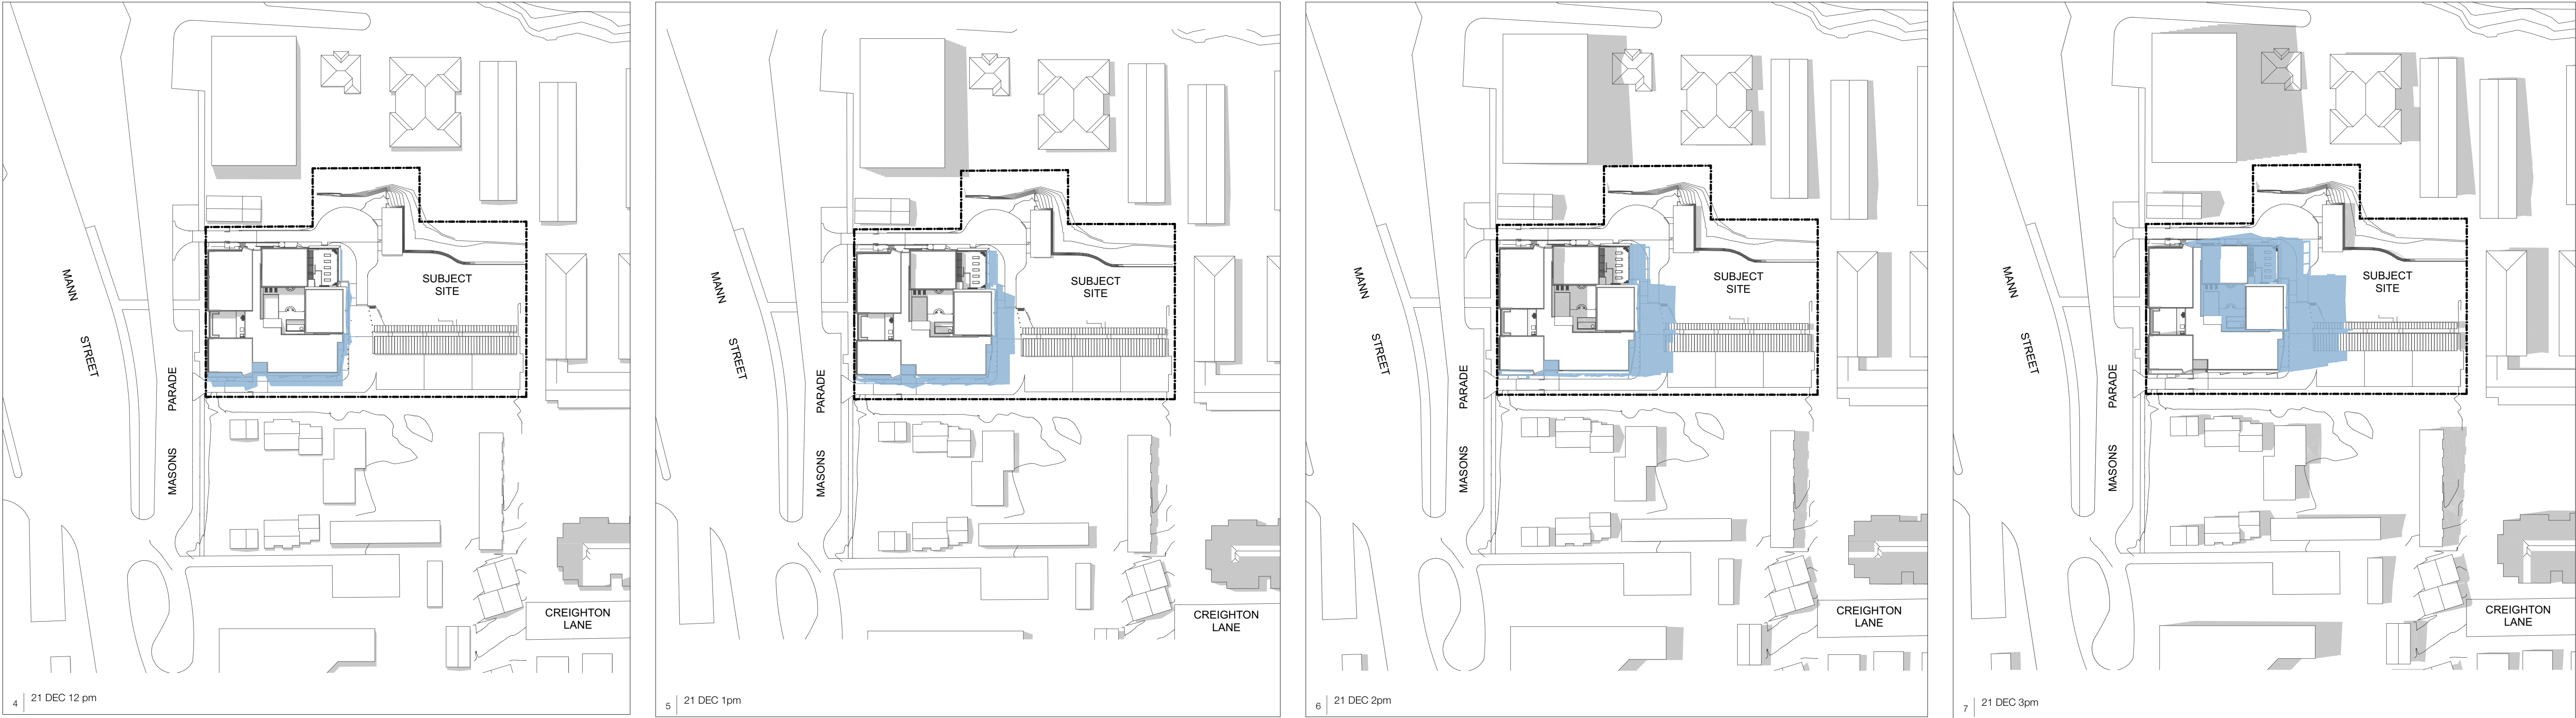 SUBJECT
SITE
MANN
STREET
PARADE
MASONS
CREIGHTON
LANE
4 21 DEC 12 pm
SUBJECT
SITE
MANN
STREET
PARADE
MASONS
CREIGHTON
LANE
5 21 DEC 1pm
SUBJECT
SITE
MANN
STREET
PARADE
MASONS
CREIGHTON
LANE
6 21 DEC 2pm
SUBJECT
SITE
MANN
STREET
PARADE
MASONS
CREIGHTON
LANE
7 21 DEC 3pm